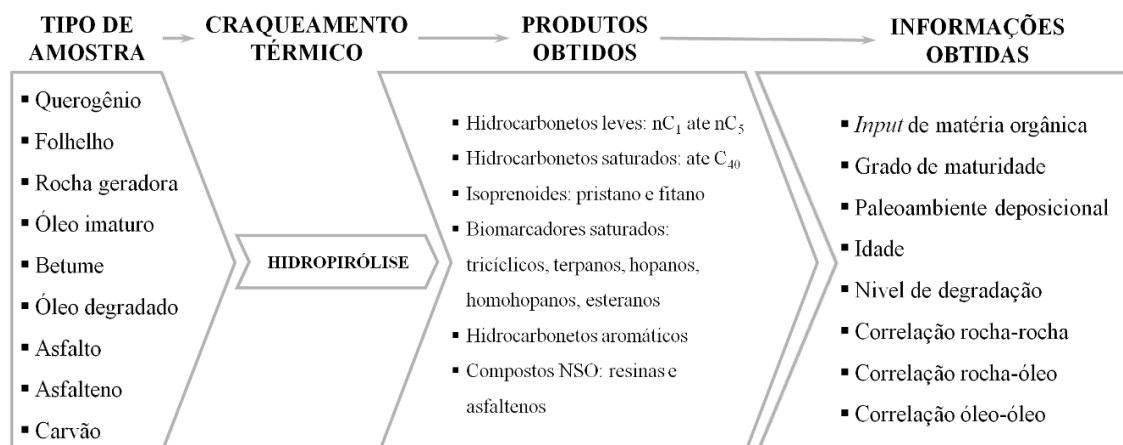 TIPO DE
AMOSTRA
CRAQUEAMENTO
TÉRMICO
PRODUTOS
OBTIDOS
INFORMAÇÕES
OBTIDAS
▪ Querogênio
▪ Folhelho
▪ Rocha geradora
▪ Óleo imaturo
▪ Betume
▪ Óleo degradado
▪ Asfalto
▪ Asfalteno
▪ Carvão
HIDROPIRÓLISE
▪ Hidrocarbonetos leves: nC₁ ate nC₅
▪ Hidrocarbonetos saturados: ate C₄₀
▪ Isoprenoides: pristano e fitano
▪ Biomarcadores saturados:
tricíclicos, terpanos, hopanos,
homohopanos, esteranos
▪ Hidrocarbonetos aromáticos
▪ Compostos NSO: resinas e
asfaltenos
▪ Input de matéria orgânica
▪ Grado de maturidade
▪ Paleoambiente deposicional
▪ Idade
▪ Nivel de degradação
▪ Correlação rocha-rocha
▪ Correlação rocha-óleo
▪ Correlação óleo-óleo